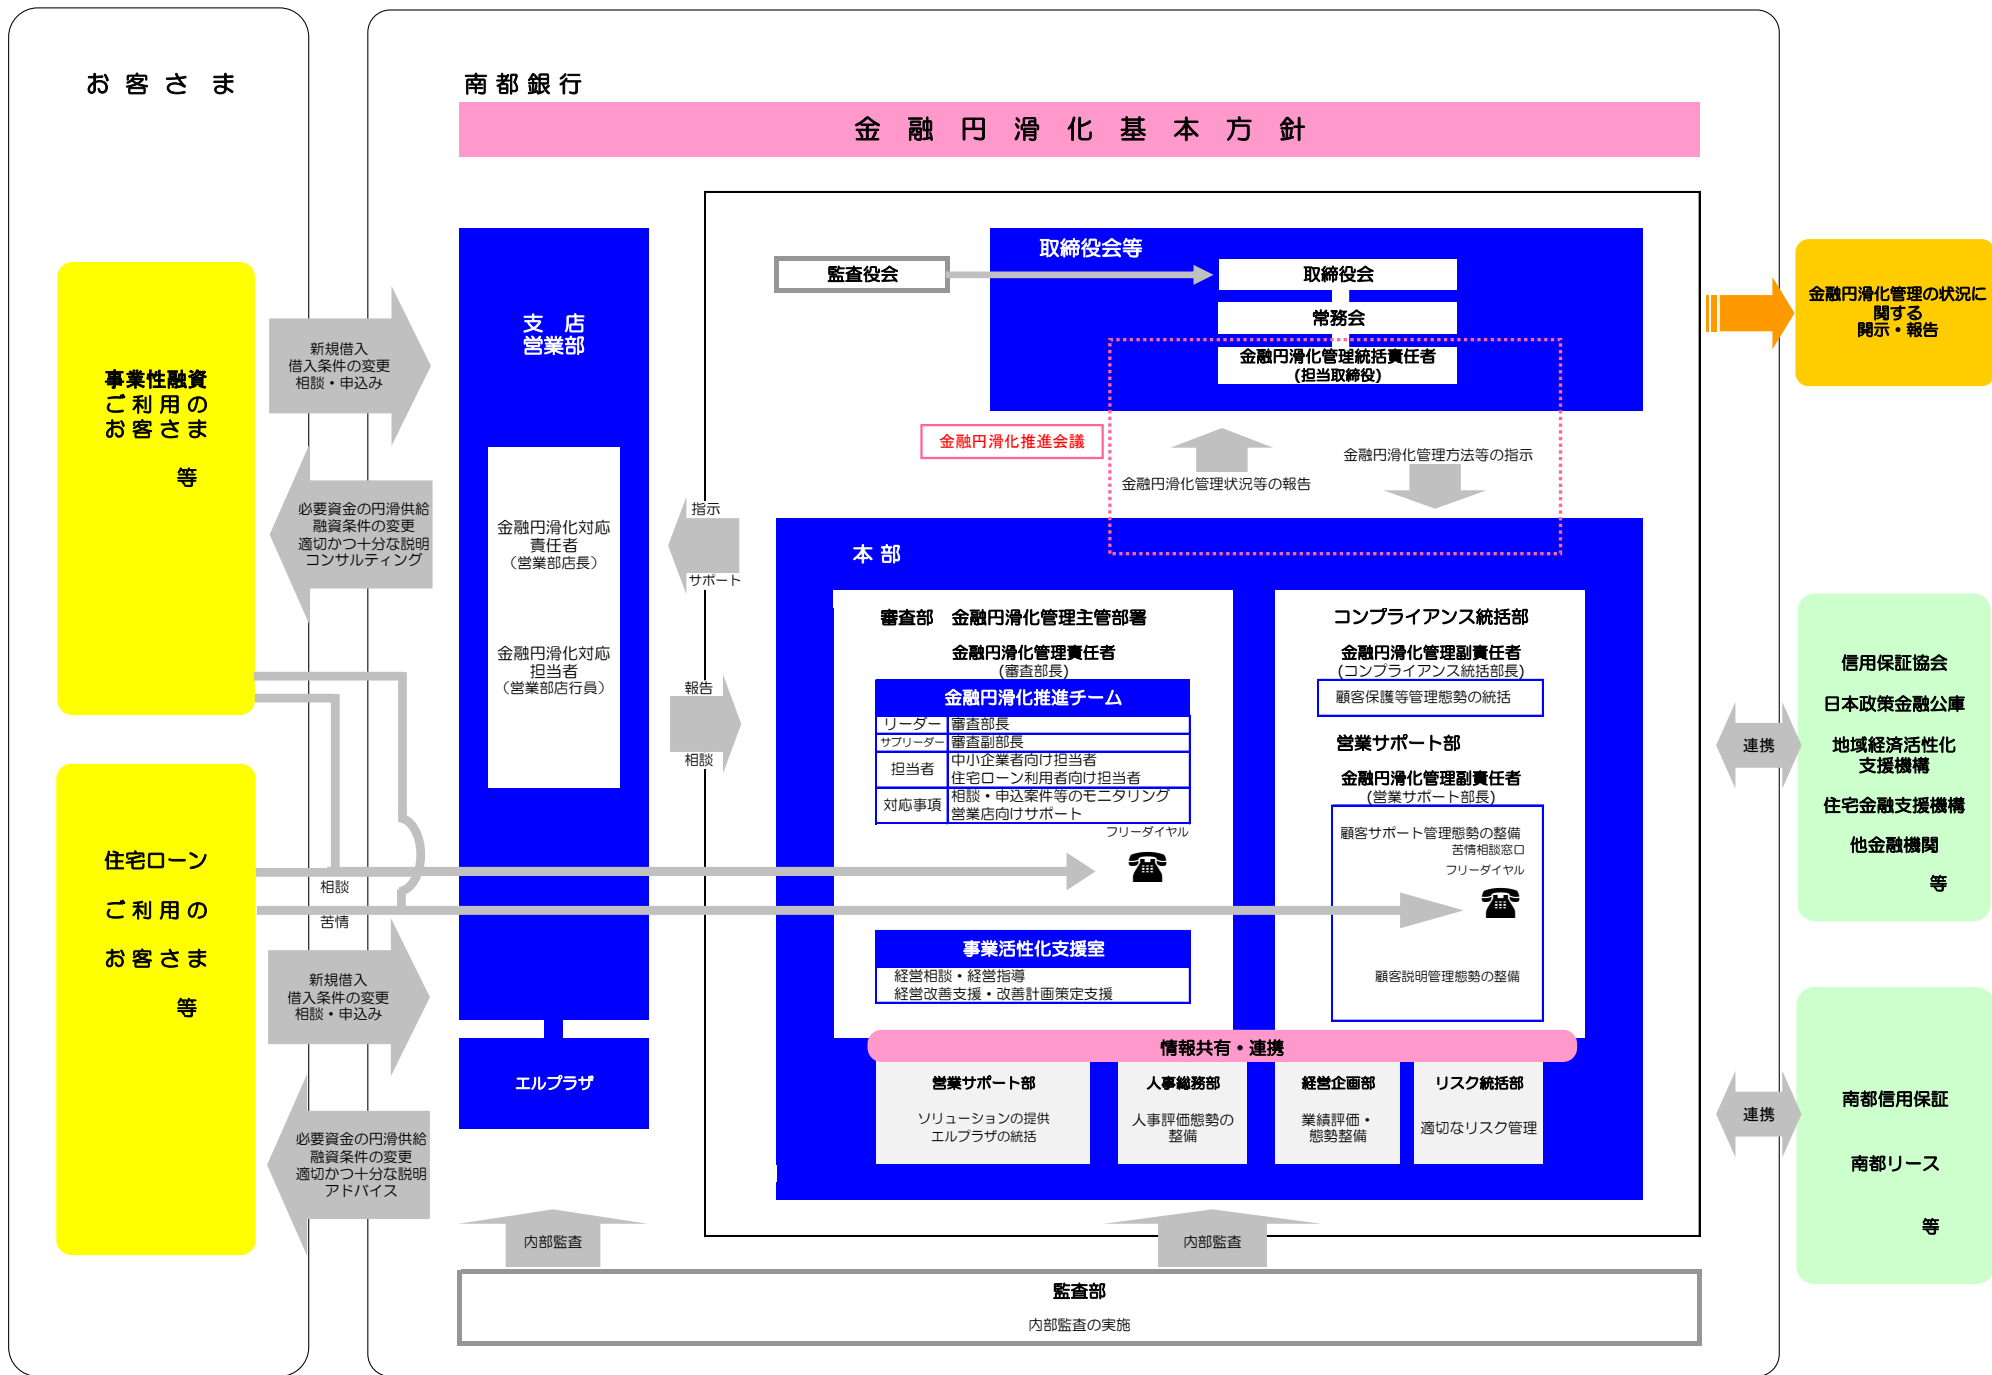 お客さま
南都銀行
金融円滑化基本方針
事業性融資
ご利用の
お客さま
等
住宅ローン
ご利用の
お客さま
等
新規借入
借入条件の変更
相談・申込み
必要資金の円滑供給
融資条件の変更
適切かつ十分な説明
コンサルティング
相談
苦情
新規借入
借入条件の変更
相談・申込み
必要資金の円滑供給
融資条件の変更
適切かつ十分な説明
アドバイス
支 店
営業部
金融円滑化対応
責任者
（営業部店長）
金融円滑化対応
担当者
（営業部店行員）
エルプラザ
指示
サポート
報告
相談
監査役会
取締役会等
取締役会
常務会
金融円滑化管理統括責任者
(担当取締役)
金融円滑化推進会議
金融円滑化管理状況等の報告
金融円滑化管理方法等の指示
本部
審査部 金融円滑化管理主管部署
金融円滑化管理責任者
(審査部長)
金融円滑化推進チーム
リーダー 審査部長
サブリーダー 審査副部長
担当者 中小企業者向け担当者
住宅ローン利用者向け担当者
対応事項 相談・申込案件等のモニタリング
営業店向けサポート
フリーダイヤル
事業活性化支援室
経営相談・経営指導
経営改善支援・改善計画策定支援
コンプライアンス統括部
金融円滑化管理副責任者
(コンプライアンス統括部長)
顧客保護等管理態勢の統括
営業サポート部
金融円滑化管理副責任者
(営業サポート部長)
顧客サポート管理態勢の整備
苦情相談窓口
フリーダイヤル
顧客説明管理態勢の整備
情報共有・連携
営業サポート部
ソリューションの提供
エルプラザの統括
人事総務部
人事評価態勢の
整備
経営企画部
業績評価・
態勢整備
リスク統括部
適切なリスク管理
内部監査
内部監査
監査部
内部監査の実施
金融円滑化管理の状況に
関する
開示・報告
連携
信用保証協会
日本政策金融公庫
地域経済活性化
支援機構
住宅金融支援機構
他金融機関
等
連携
南都信用保証
南都リース
等